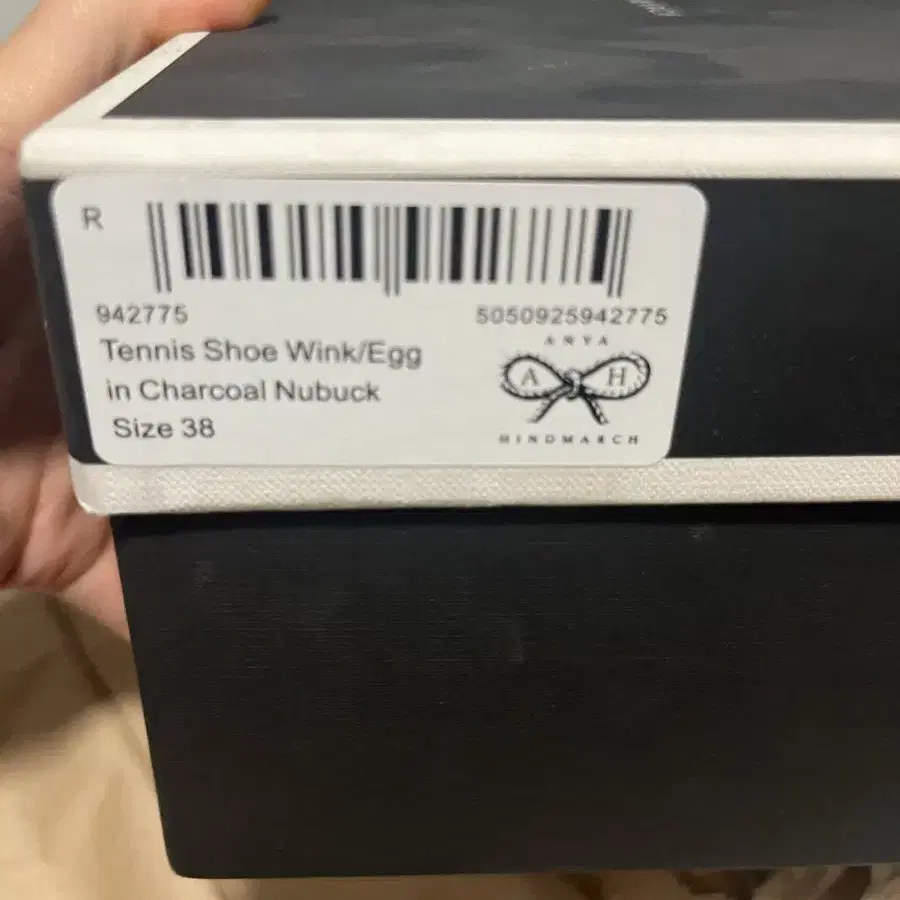 R
942775
5050925942775
Tennis Shoe Wink/Egg
in Charcoal Nubuck
Size 38
ANYA
A H
HINDMARCH